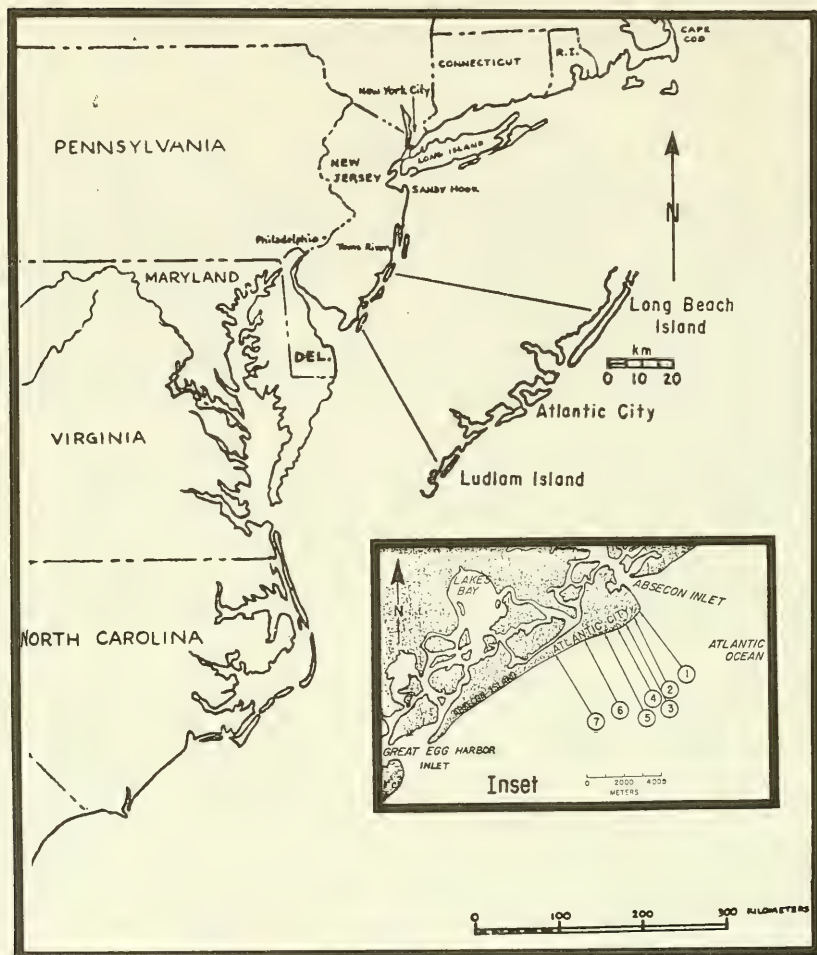 CAPE
COD
R.I.
CONNECTICUT
New York City
PENNSYLVANIA
LONG ISLAND
NEW
JERSEY
SANDY HOOK
N
Philadelphia
Toms River
MARYLAND
Long Beach
Island
km
0 10 20
DEL.
Atlantic City
VIRGINIA
Ludlam Island
NORTH CAROLINA
N
LAKES
BAY
ABSECON INLET
ATLANTIC CITY
ATLANTIC
OCEAN
ABSECON ISLAND
1
2
3
4
5
6
7
GREAT EGG HARBOR
INLET
Inset
0 2000 4005
METERS
0 100 200 300 KILOMETERS